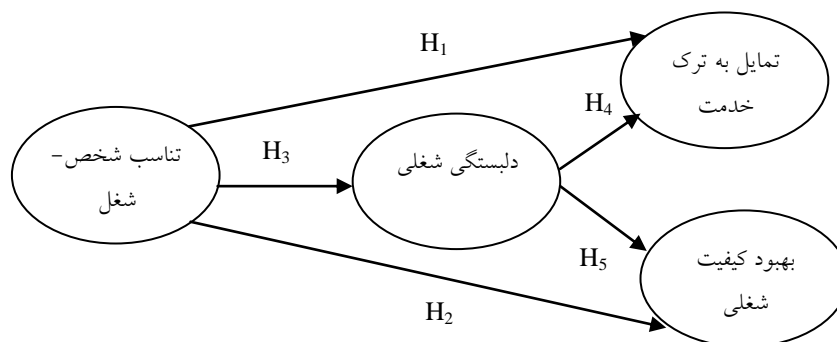 H1
تمایل به ترک
خدمت
H4
تناسب شخص-
شغل
H3
دلبستگی شغلی
H5
بهبود کیفیت
شغلی
H2